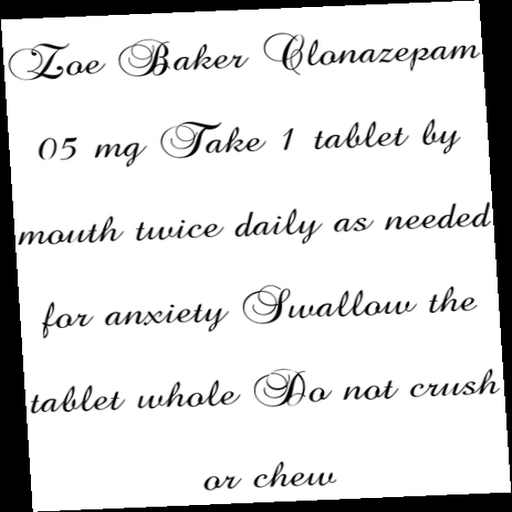 Zoe Baker Clonazepam
05 mg Take 1 tablet by
mouth twice daily as needed
for anxiety Swallow the
tablet whole Do not crush
or chew